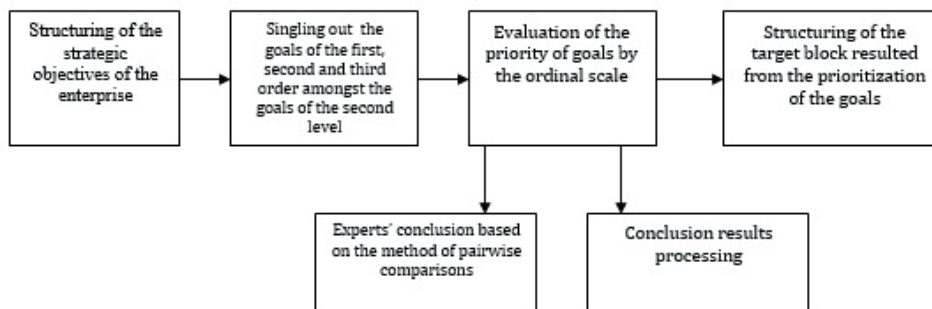 Structuring of the
strategic
objectives of the
enterprise
Singling out the
goals of the first,
second and third
order amongst the
goals of the second
level
Evaluation of the
priority of goals by
the ordinal scale
Structuring of the
target block resulted
from the prioritization
of the goals
Experts’ conclusion based
on the method of pairwise
comparisons
Conclusion results
processing